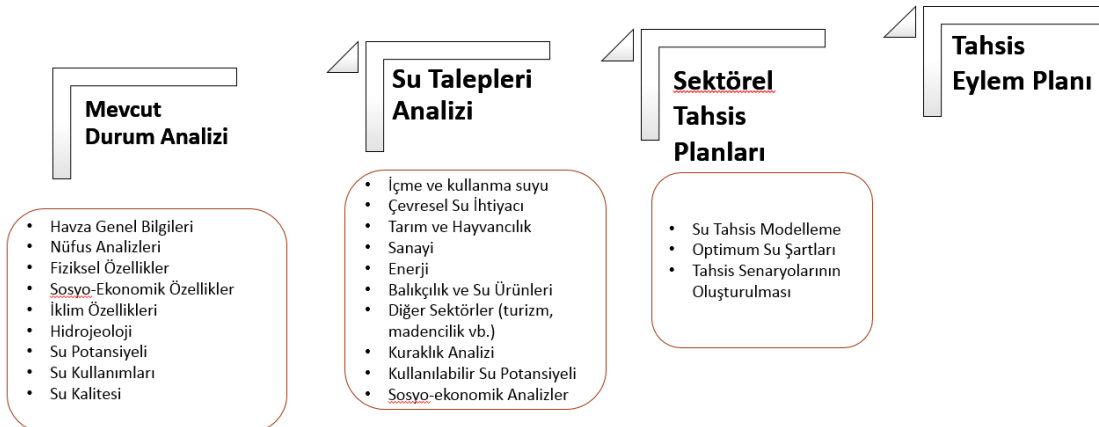 Mevcut
Durum Analizi
Havza Genel Bilgileri
Nüfus Analizleri
Fiziksel Özellikler
Sosyo-Ekonomik Özellikler
İklim Özellikleri
Hidrojeoloji
Su Potansiyeli
Su Kullanımları
Su Kalitesi
Su Talepleri
Analizi
İçme ve kullanma suyu
Çevresel Su İhtiyacı
Tarım ve Hayvancılık
Sanayi
Enerji
Balıkçılık ve Su Ürünleri
Diğer Sektörler (turizm,
madencilik vb.)
Kuraklık Analizi
Kullanılabilir Su Potansiyeli
Sosyo-ekonomik Analizler
Sektörel
Tahsis
Planları
Su Tahsis Modelleme
Optimum Su Şartları
Tahsis Senaryolarının
Oluşturulması
Tahsis
Eylem Planı